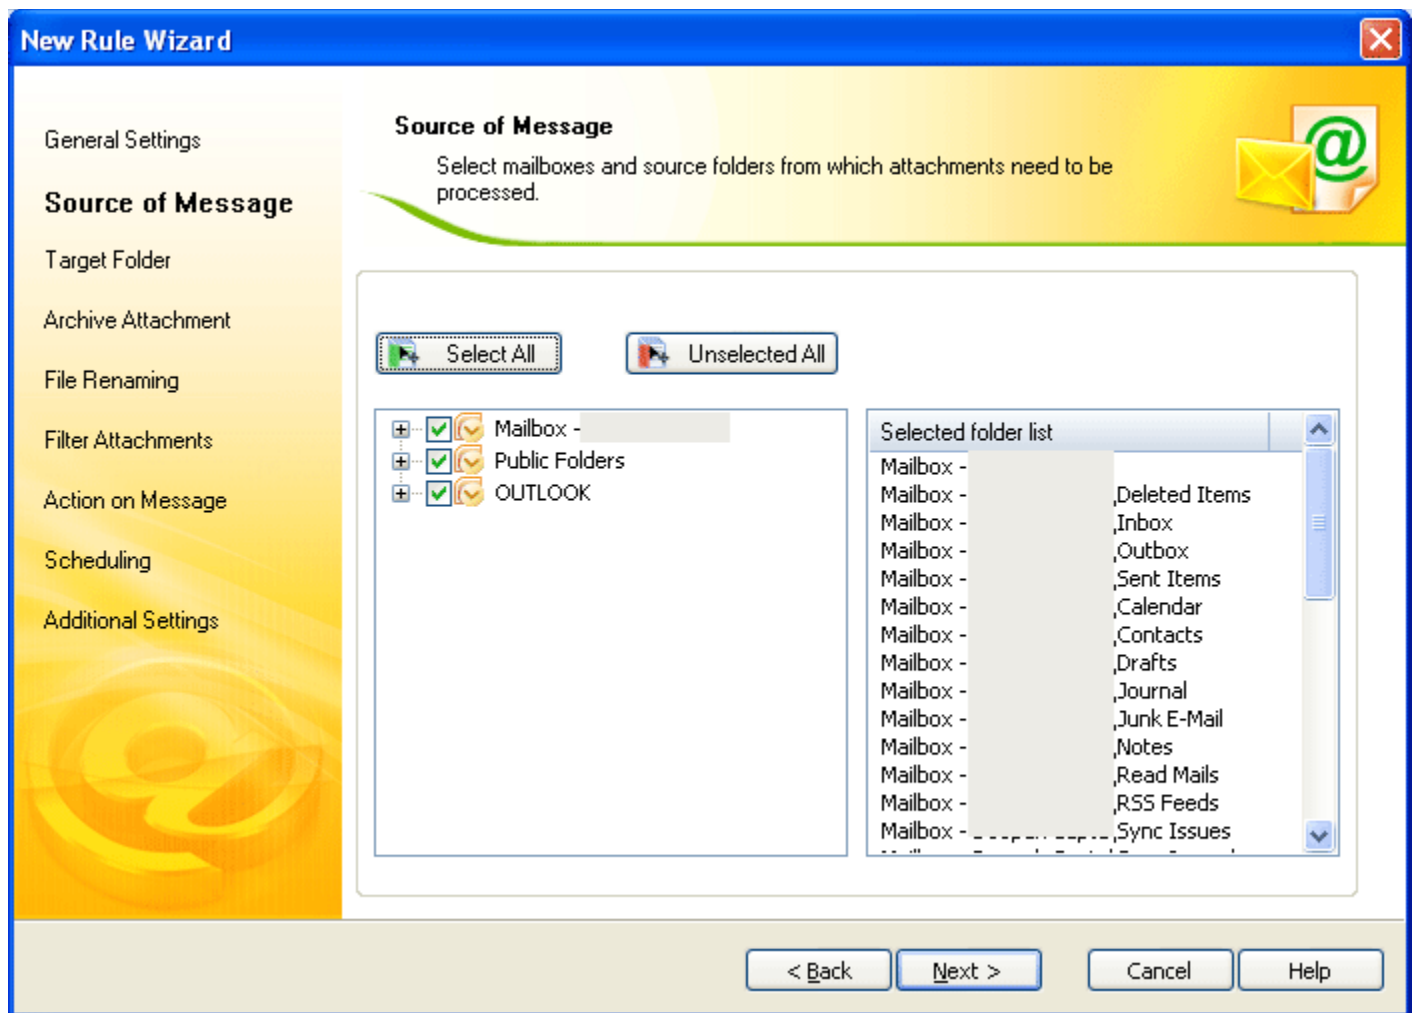 New Rule Wizard
General Settings
Source of Message
Target Folder
Archive Attachment
File Renaming
Filter Attachments
Action on Message
Scheduling
Additional Settings
Source of Message
Select mailboxes and source folders from which attachments need to be
processed.
Select All
Unselected All
Mailbox -
Public Folders
OUTLOOK
Selected folder list
Mailbox -
Mailbox - ,Deleted Items
Mailbox - ,Inbox
Mailbox - ,Outbox
Mailbox - ,Sent Items
Mailbox - ,Calendar
Mailbox - ,Contacts
Mailbox - ,Drafts
Mailbox - ,Journal
Mailbox - ,Junk E-Mail
Mailbox - ,Notes
Mailbox - ,Read Mails
Mailbox - ,RSS Feeds
Mailbox - ,Sync Issues
< Back
Next >
Cancel
Help